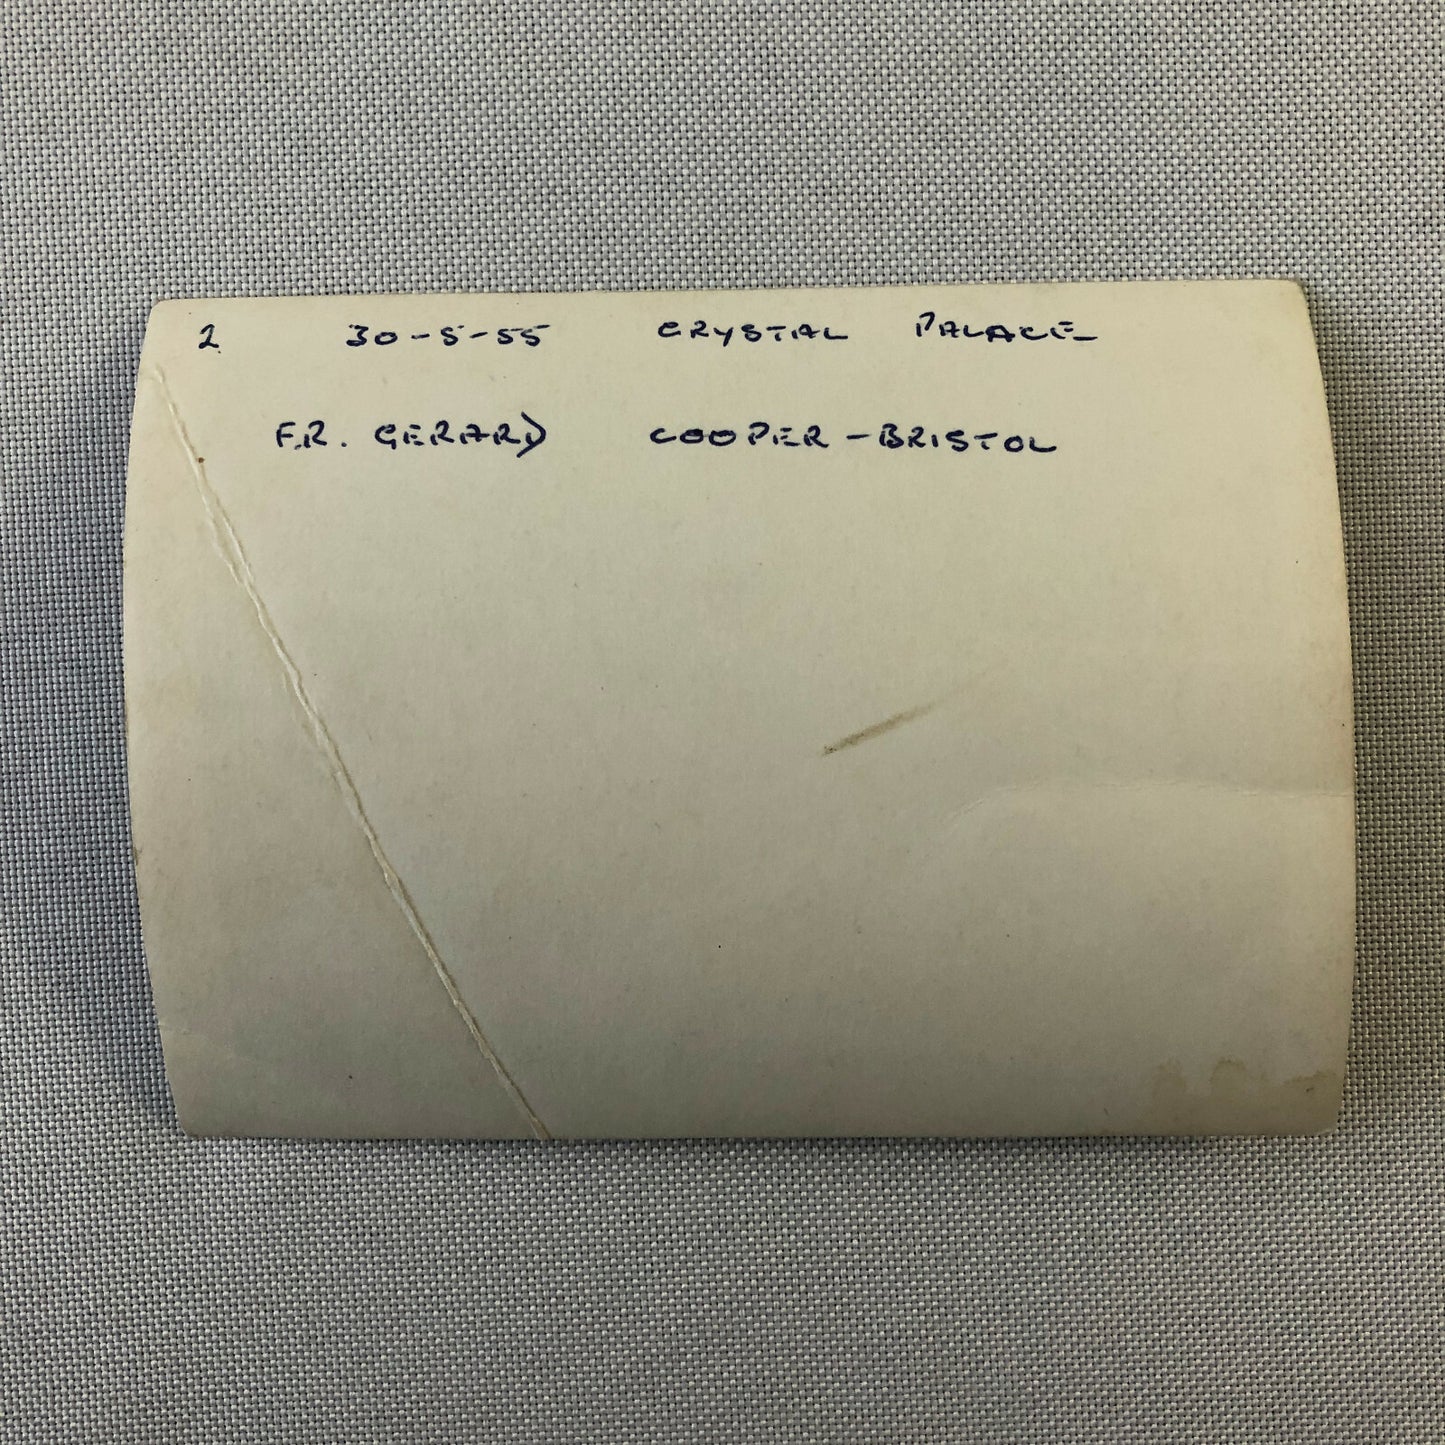 2 30-5-55 CRYSTAL PALACE
F.R. GERARD COOPER-BRISTOL